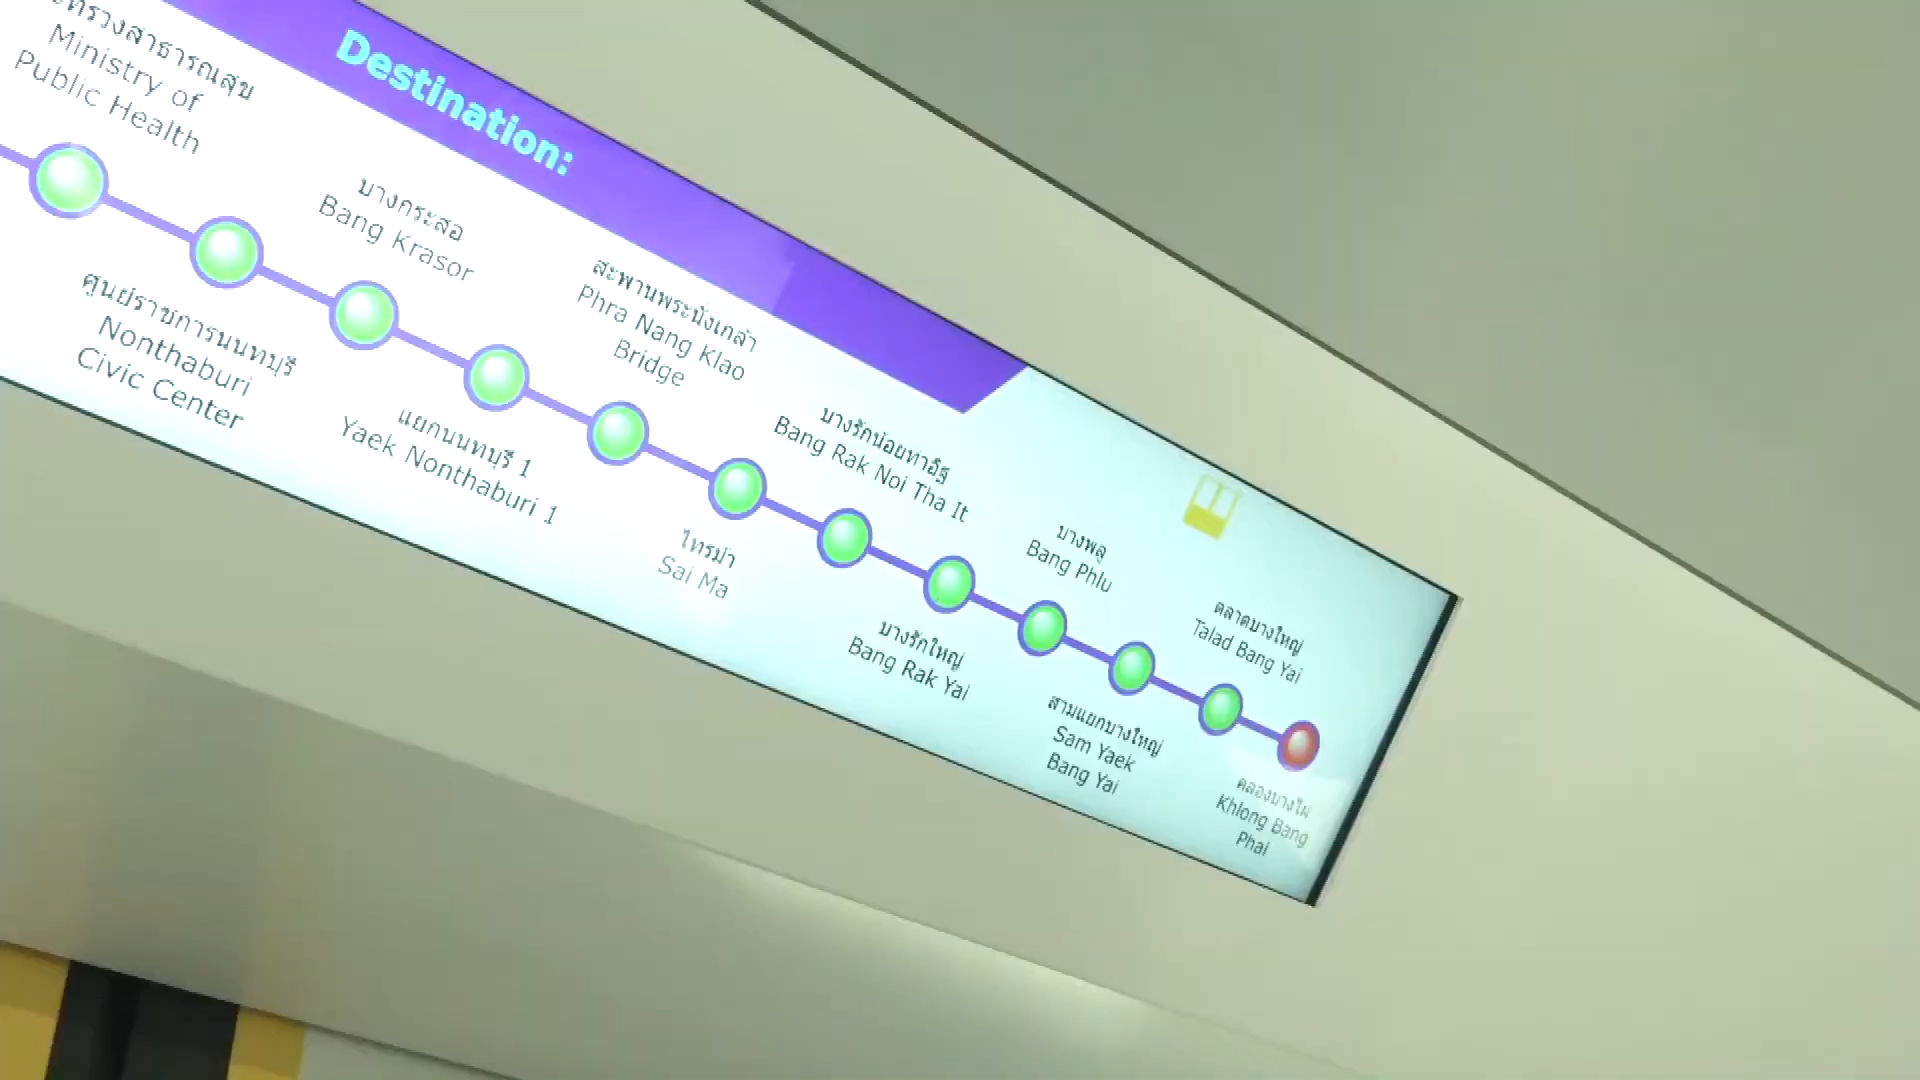 Destination:
สาธารณสุข
Ministry of
Public Health
ศูนย์ราชการนนทบุรี
Nonthaburi
Civic Center
บางกระสอ
Bang Krasor
แยกนนทบุรี 1
Yaek Nonthaburi 1
สะพานพระนั่งเกล้า
Phra Nang Klao
Bridge
ไทรม้า
Sai Ma
บางรักน้อยท่าอิฐ
Bang Rak Noi Tha It
บางรักใหญ่
Bang Rak Yai
บางพลู
Bang Phlu
สามแยกบางใหญ่
Sam Yaek
Bang Yai
ตลาดบางใหญ่
Talad Bang Yai
คลองบางไผ่
Khlong Bang
Phai